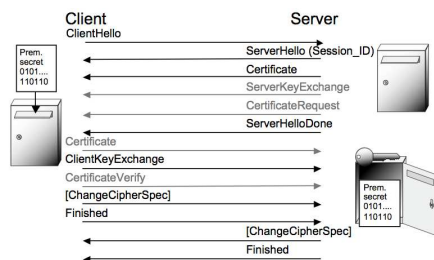 Client
Server
ClientHello
ServerHello (Session_ID)
Prem.
secret
0101....
110110
Certificate
ServerKeyExchange
CertificateRequest
ServerHelloDone
Certificate
ClientKeyExchange
CertificateVerify
[ChangeCipherSpec]
Finished
Prem.
secret
0101....
110110
[ChangeCipherSpec]
Finished